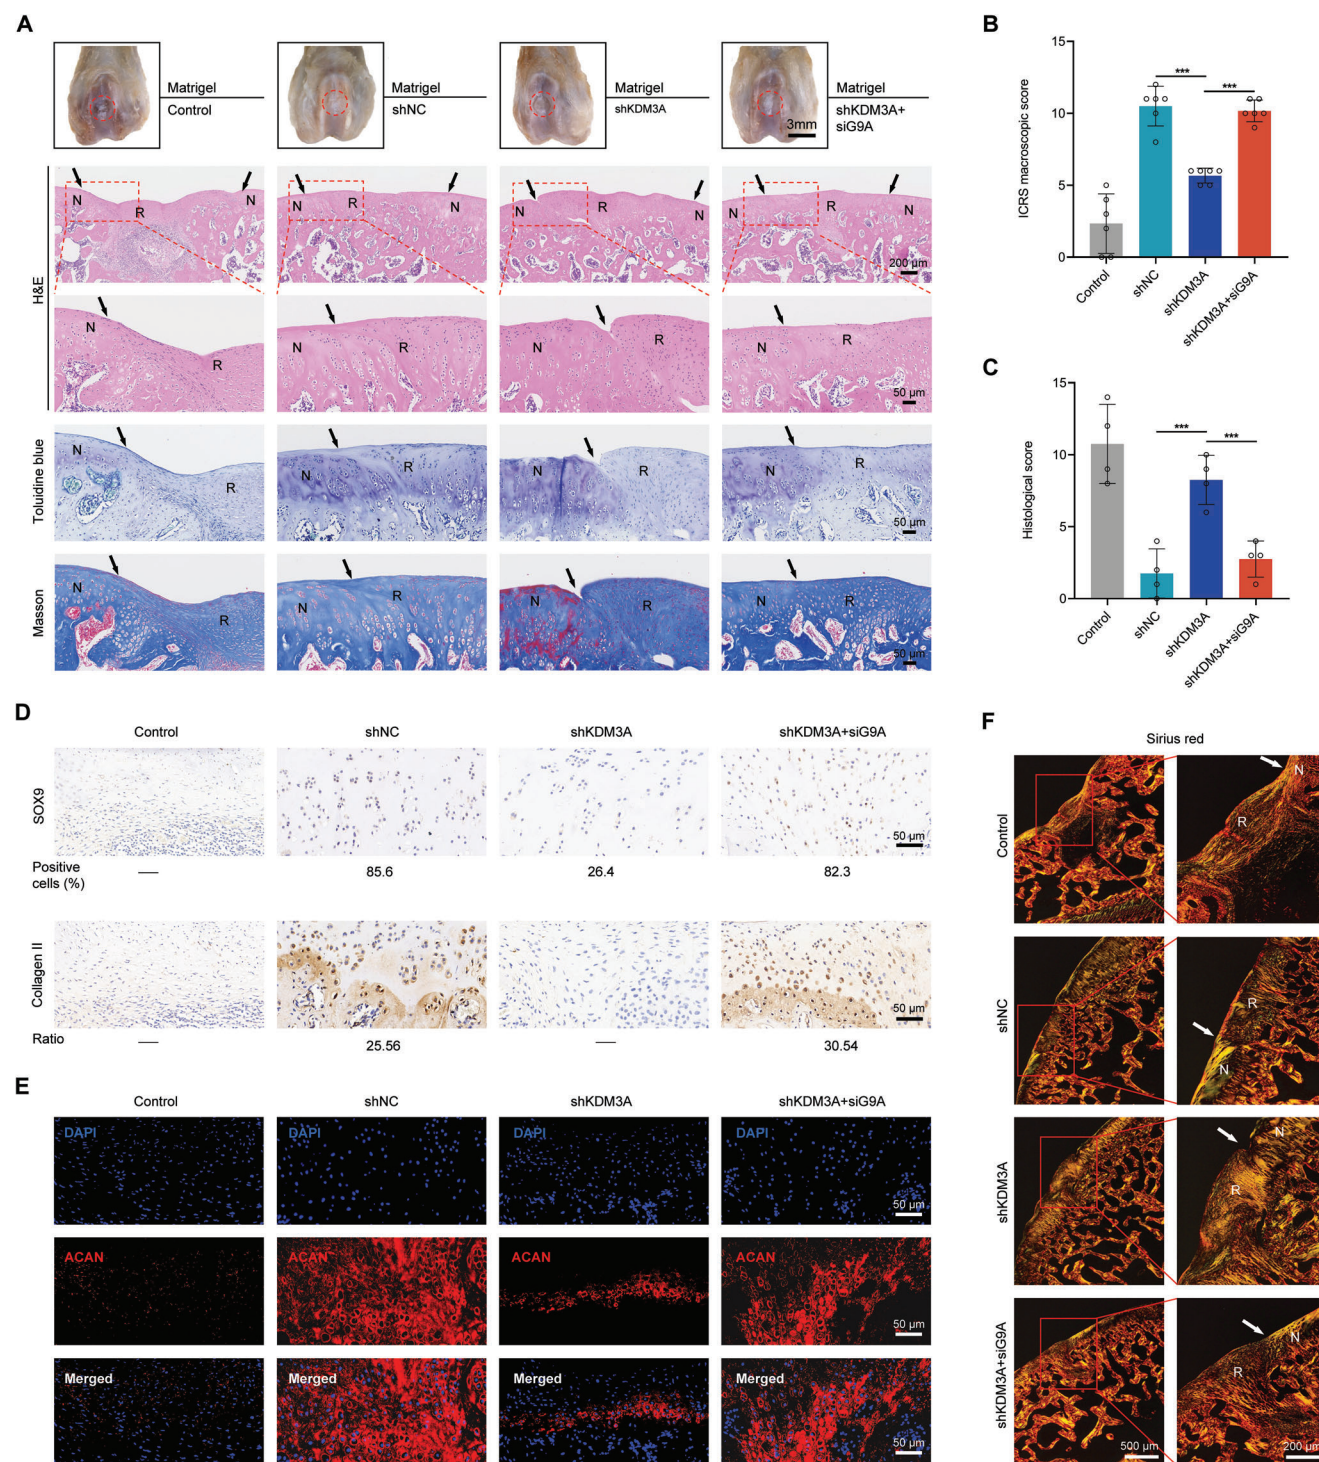 A
Matrigel
Control
Matrigel
shNC
Matrigel
shKDM3A
Matrigel
shKDM3A+
siG9A
3mm
H&E
N
R
N
N
R
N
N
R
N
N
R
N
200 µm
N
R
N
R
N
R
N
R
50 µm
Toluidine blue
N
R
N
R
N
R
N
R
50 µm
Masson
N
R
N
R
N
R
N
R
50 µm
B
ICRS macroscopic score
15
10
5
0
***
***
Control
shNC
shKDM3A
shKDM3A+siG9A
C
Histological score
15
10
5
0
***
***
Control
shNC
shKDM3A
shKDM3A+siG9A
D
Control
shNC
shKDM3A
shKDM3A+siG9A
SOX9
50 µm
Positive
cells (%)
—
85.6
26.4
82.3
Collagen II
50 µm
Ratio
—
25.56
—
30.54
E
Control
shNC
shKDM3A
shKDM3A+siG9A
DAPI
DAPI
DAPI
DAPI
50 µm
ACAN
ACAN
ACAN
ACAN
50 µm
Merged
Merged
Merged
Merged
50 µm
F
Sirius red
Control
N
R
shNC
R
N
shKDM3A
N
R
shKDM3A+siG9A
N
R
500 µm
200 µm